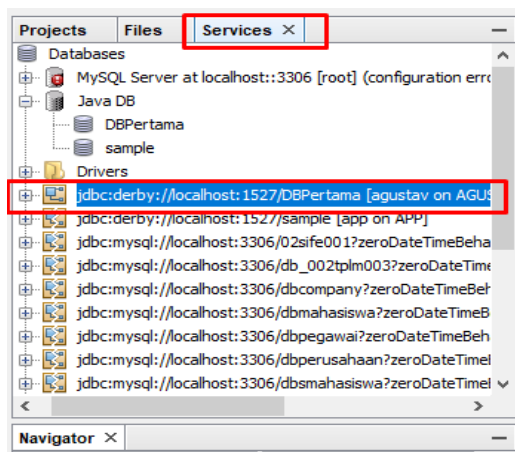 Projects Files Services ×
Databases
MySQL Server at localhost::3306 [root] (configuration erro
Java DB
DBPertama
sample
Drivers
jdbc:derby://localhost:1527/DBPertama [agustav on AGUS
jdbc:derby://localhost:1527/sample [app on APP]
jdbc:mysql://localhost:3306/02sife001?zeroDateTimeBeha
jdbc:mysql://localhost:3306/db_002tplm003?zeroDateTime
jdbc:mysql://localhost:3306/dbcompany?zeroDateTimeBeh
jdbc:mysql://localhost:3306/dbmahasiswa?zeroDateTimeB
jdbc:mysql://localhost:3306/dbpegawai?zeroDateTimeBeh
jdbc:mysql://localhost:3306/dbperusahaan?zeroDateTimel
jdbc:mysql://localhost:3306/dbsmahasiswa?zeroDateTimel
Navigator ×